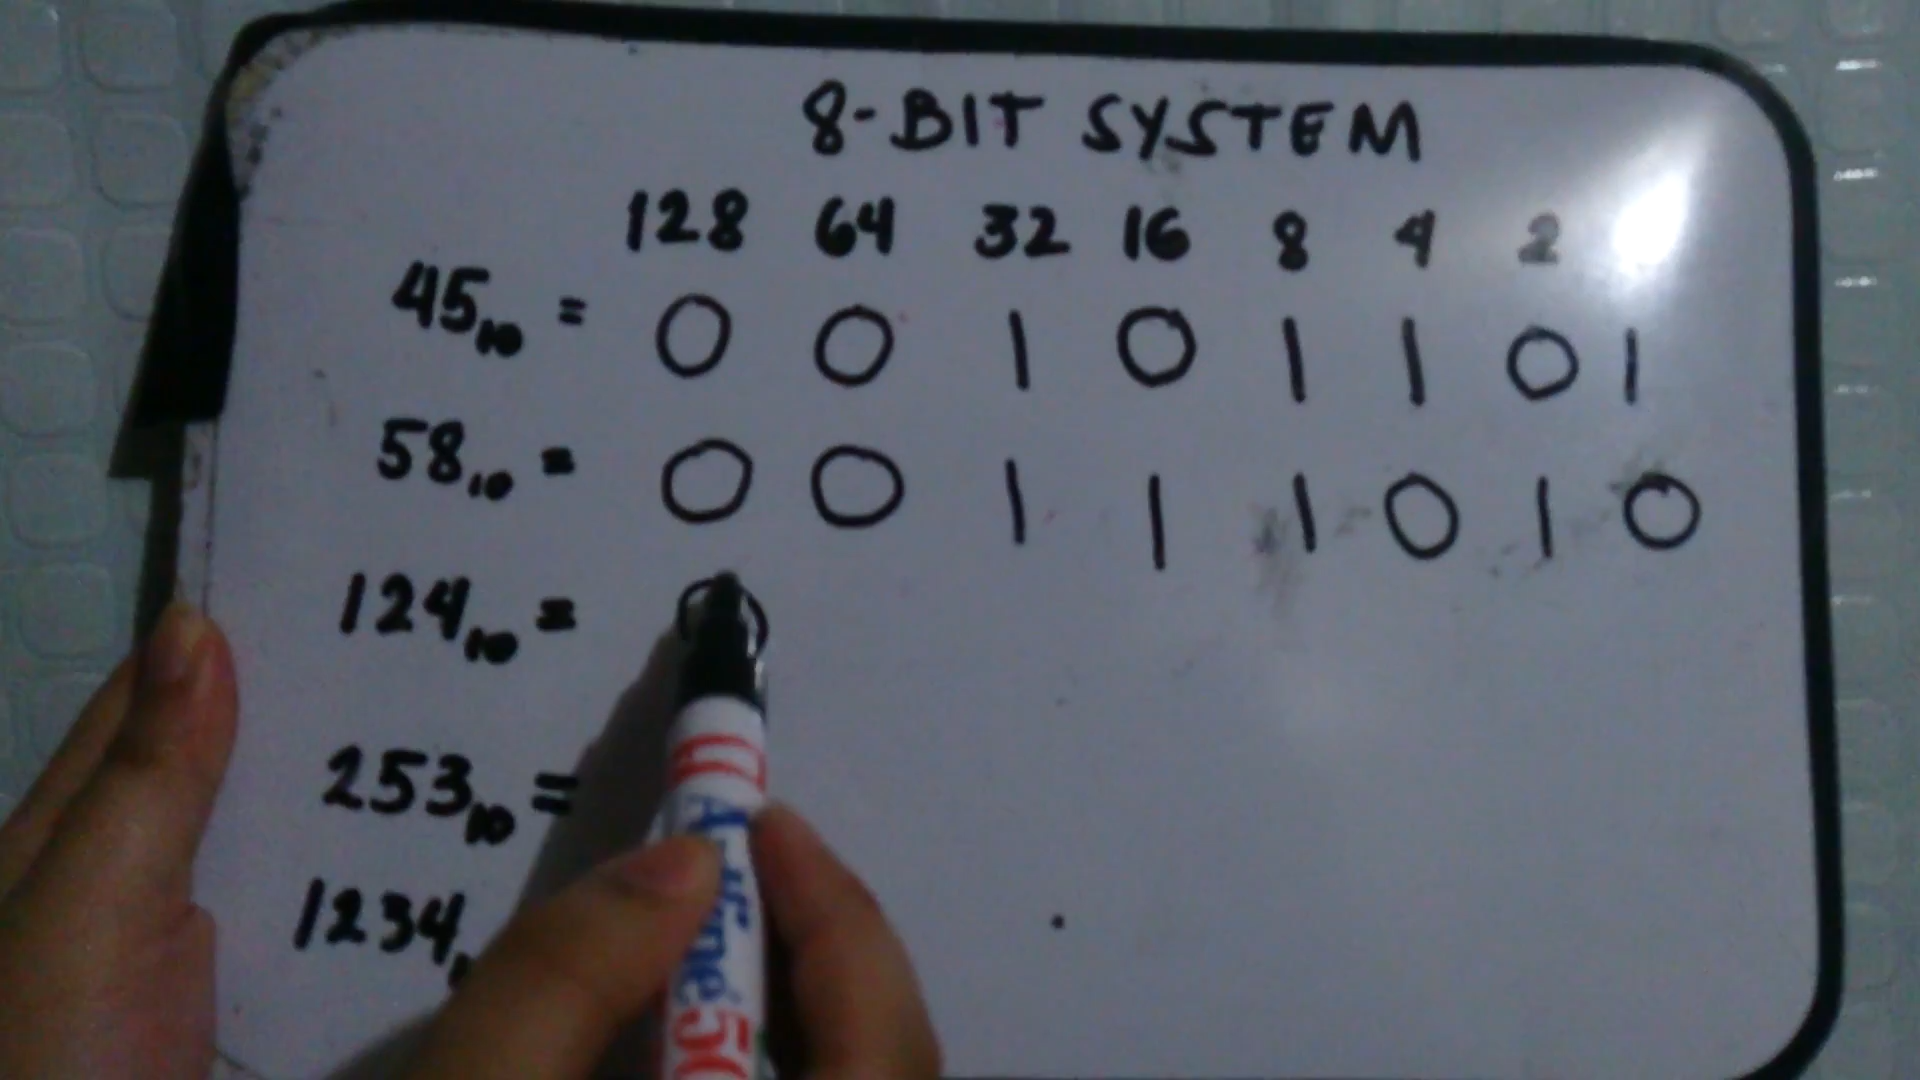 8-BIT SYSTEM
128 64 32 16 8 4 2
45₁₀ = 0 0 1 0 1 1 0 1
58₁₀ = 0 0 1 1 1 0 1 0
124₁₀ = 0
253₁₀ =
1234
50